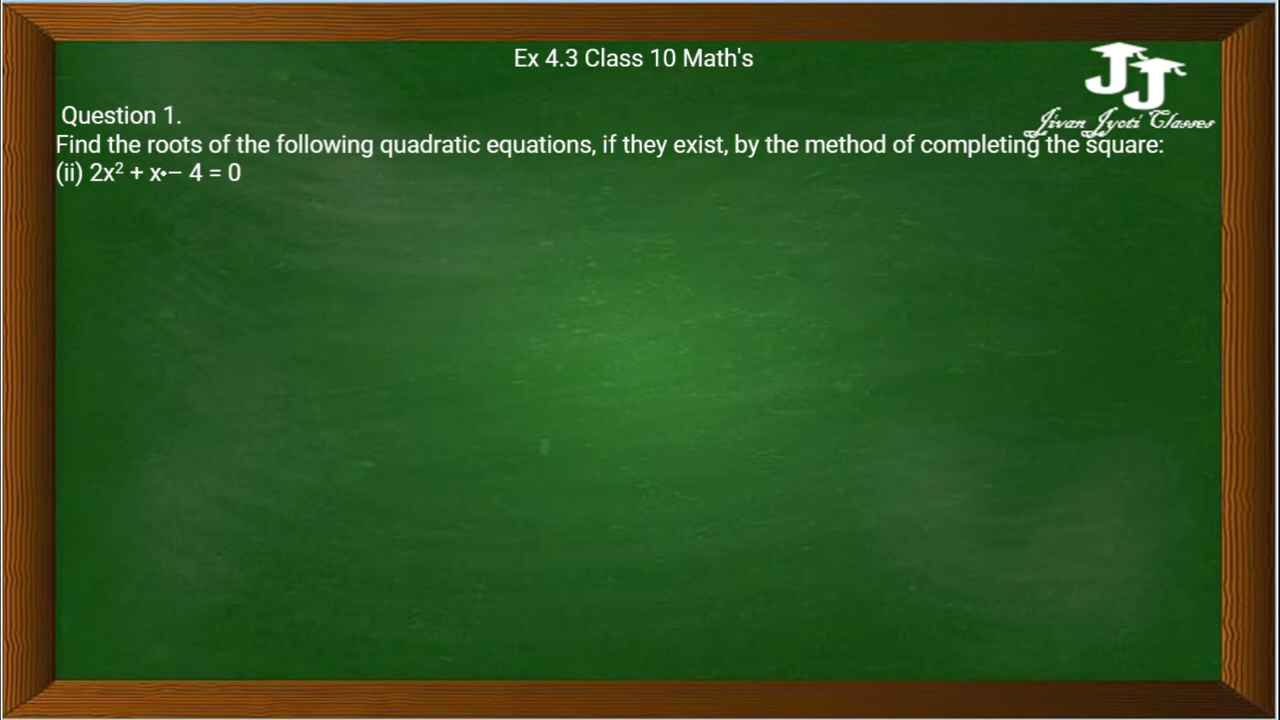 Ex 4.3 Class 10 Math's
JJ
Jivan Jyoti Classes
Question 1.
Find the roots of the following quadratic equations, if they exist, by the method of completing the square:
(ii) 2x² + x – 4 = 0